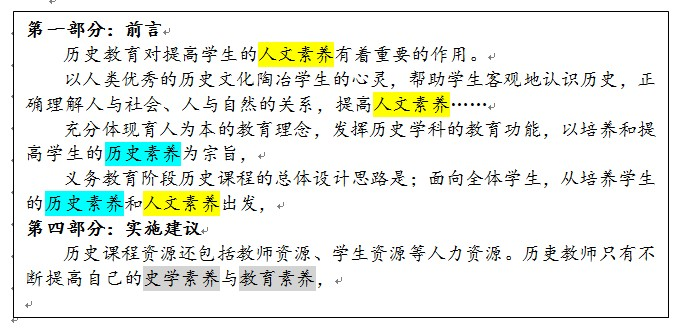 第一部分：前言
历史教育对提高学生的人文素养有着重要的作用。
以人类优秀的历史文化陶冶学生的心灵，帮助学生客观地认识历史，正
确理解人与社会、人与自然的关系，提高人文素养……
充分体现育人为本的教育理念，发挥历史学科的教育功能，以培养和提
高学生的历史素养为宗旨，
义务教育阶段历史课程的总体设计思路是；面向全体学生，从培养学生
的历史素养和人文素养出发，
第四部分：实施建议
历史课程资源还包括教师资源、学生资源等人力资源。历吏教师只有不
断提高自己的史学素养与教育素养，